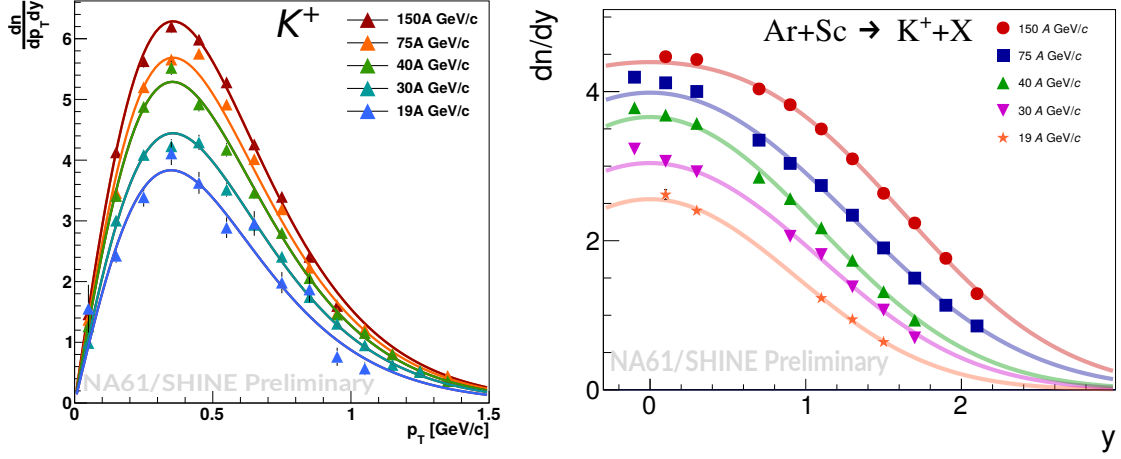 dn
dp_T dy
K⁺
150A GeV/c
75A GeV/c
40A GeV/c
30A GeV/c
19A GeV/c
6
5
4
3
2
1
0
0
0.5
1
1.5
p_T [GeV/c]
NA61/SHINE Preliminary
dn/dy
Ar+Sc → K⁺+X
150 A GeV/c
75 A GeV/c
40 A GeV/c
30 A GeV/c
19 A GeV/c
4
2
0
0
1
2
y
NA61/SHINE Preliminary